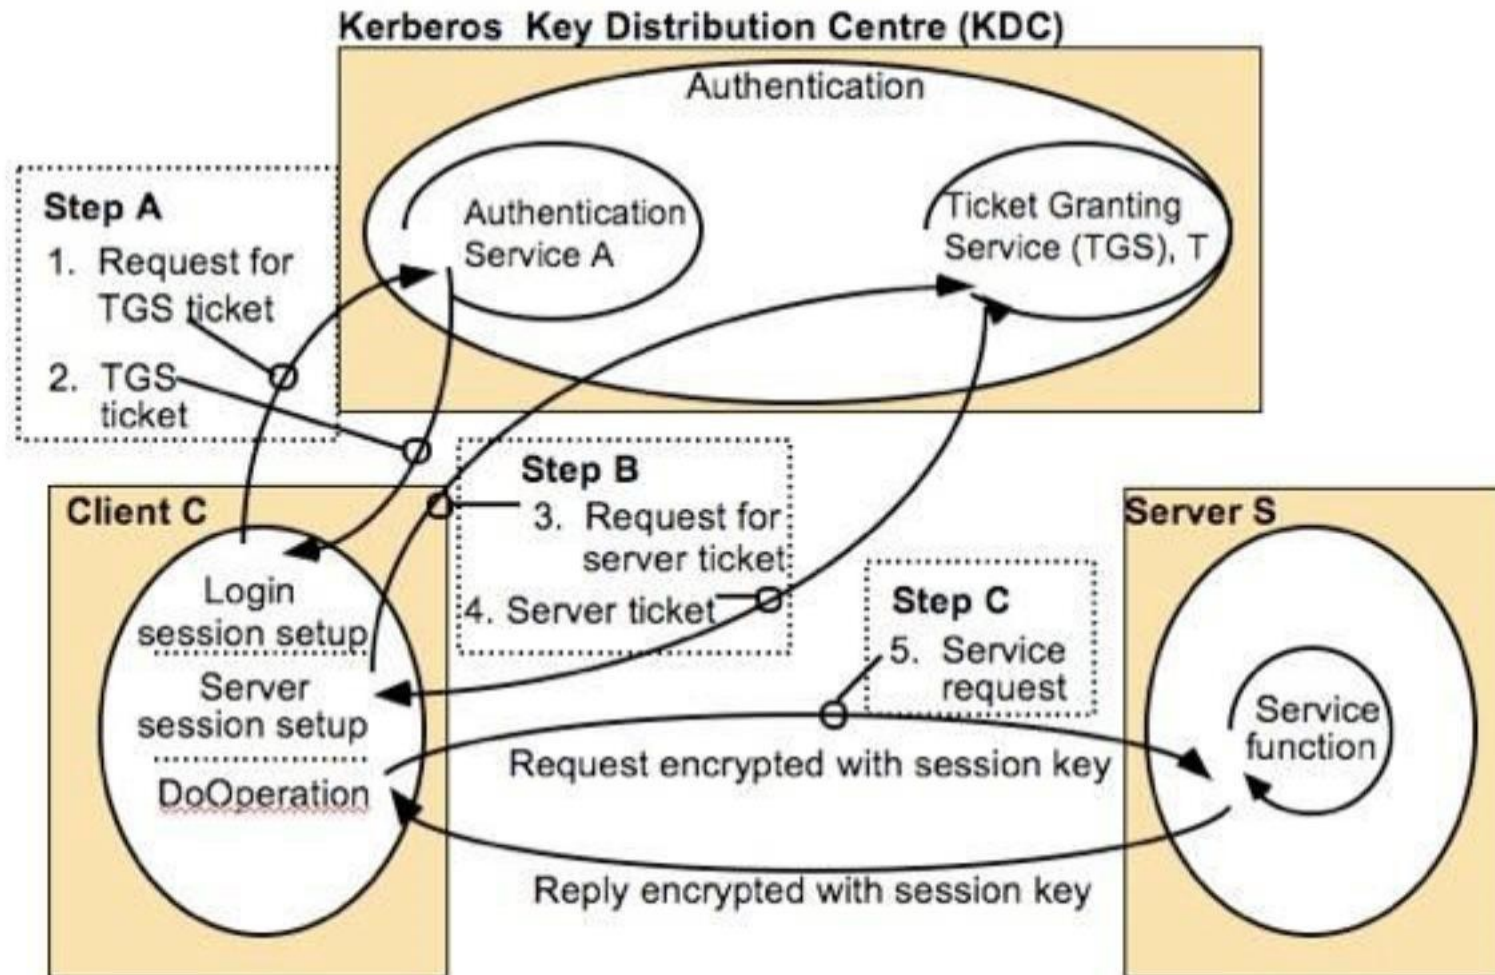 Kerberos Key Distribution Centre (KDC)
Authentication
Authentication
Service A
Ticket Granting
Service (TGS), T
Step A
1. Request for
TGS ticket
2. TGS
ticket
Step B
3. Request for
server ticket
4. Server ticket
Client C
Login
session setup
Server
session setup
DoOperation
Step C
5. Service
request
Server S
Service
function
Request encrypted with session key
Reply encrypted with session key